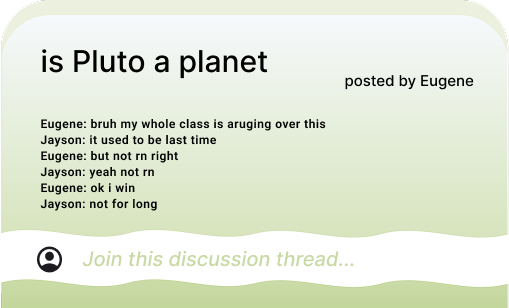 is Pluto a planet
posted by Eugene
Eugene: bruh my whole class is aruging over this
Jayson: it used to be last time
Eugene: but not rn right
Jayson: yeah not rn
Eugene: ok i win
Jayson: not for long
Join this discussion thread...